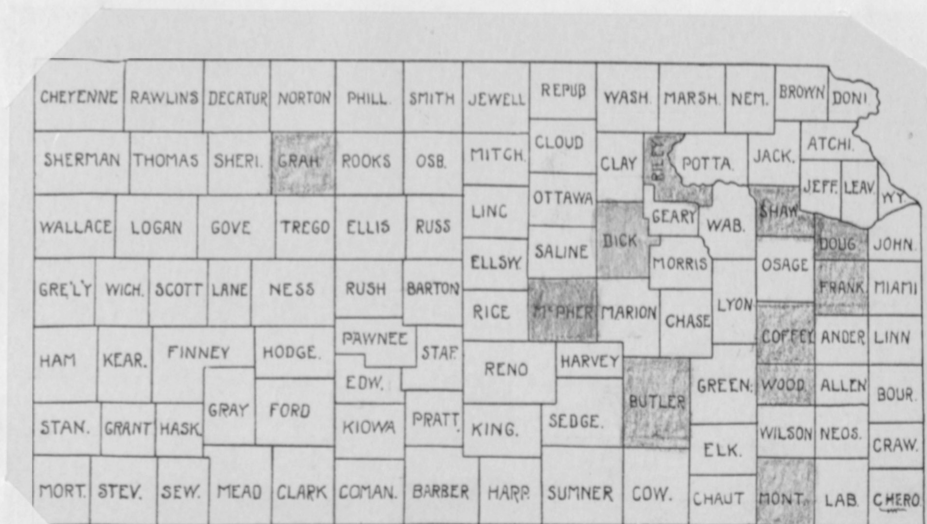 CHEYENNE RAWLINS DECATUR NORTON PHILL. SMITH JEWELL REPUB WASH. MARSH. NEM. BROWN DONI.
SHERMAN THOMAS SHERI. GRAH. ROOKS OSB. MITCH. CLOUD CLAY RILEY POTTA. JACK. ATCHI.
JEFF. LEAV. WY.
WALLACE LOGAN GOVE TREGO ELLIS RUSS LINC OTTAWA DICK GEARY WAB. SHAW. DOUG. JOHN.
ELLSW. SALINE MORRIS OSAGE
GRE'L'Y WICH. SCOTT LANE NESS RUSH BARTON RICE McPHER MARION CHASE LYON FRANK. MIAMI
HAM KEAR. FINNEY HODGE. PAWNEE STAF. RENO HARVEY COFFEY ANDER. LINN
EDW.
GRAY FORD BUTLER GREEN. WOOD. ALLEN BOUR.
STAN. GRANT HASK. KIOWA PRATT. KING. SEDGE. ELK. WILSON NEOS. CRAW.
MORT. STEV. SEW. MEAD CLARK COMAN. BARBER HARP. SUMNER COW. CHAUT MONT. LAB. CHERO.